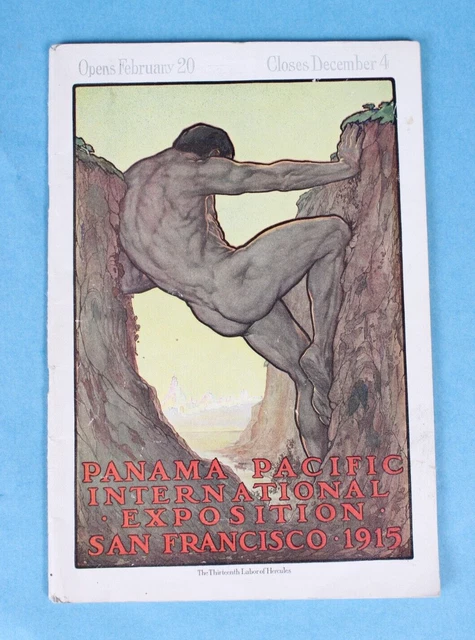 Opens February 20 Closes December 4
PANAMA PACIFIC
INTERNATIONAL
· EXPOSITION ·
SAN FRANCISCO · 1915
The Thirteenth Labor of Hercules